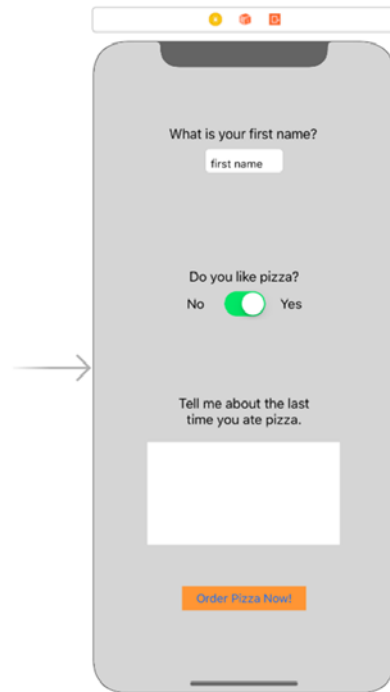 What is your first name?
first name
Do you like pizza?
No Yes
Tell me about the last
time you ate pizza.
Order Pizza Now!